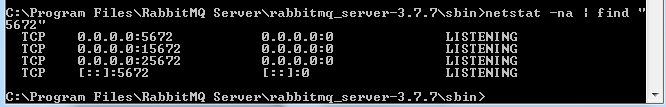 C:\Program Files\RabbitMQ Server\rabbitmq_server-3.7.7\sbin>netstat -na | find "
5672"
TCP    0.0.0.0:5672           0.0.0.0:0              LISTENING
TCP    0.0.0.0:15672          0.0.0.0:0              LISTENING
TCP    0.0.0.0:25672          0.0.0.0:0              LISTENING
TCP    [::]:5672              [::]:0                 LISTENING
C:\Program Files\RabbitMQ Server\rabbitmq_server-3.7.7\sbin>